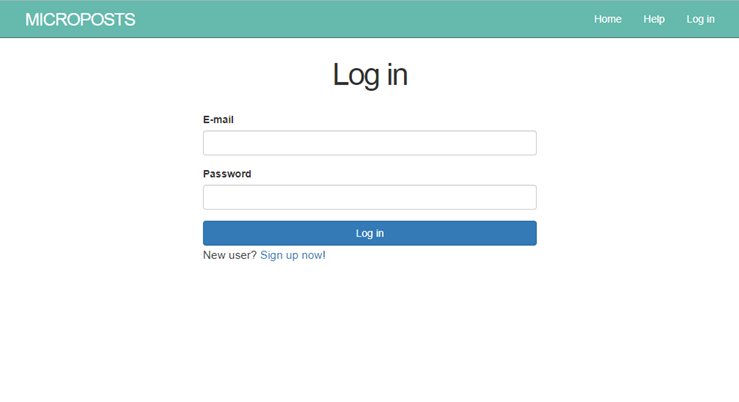 MICROPOSTS Home Help Log in
Log in
E-mail
Password
Log in
New user? Sign up now!